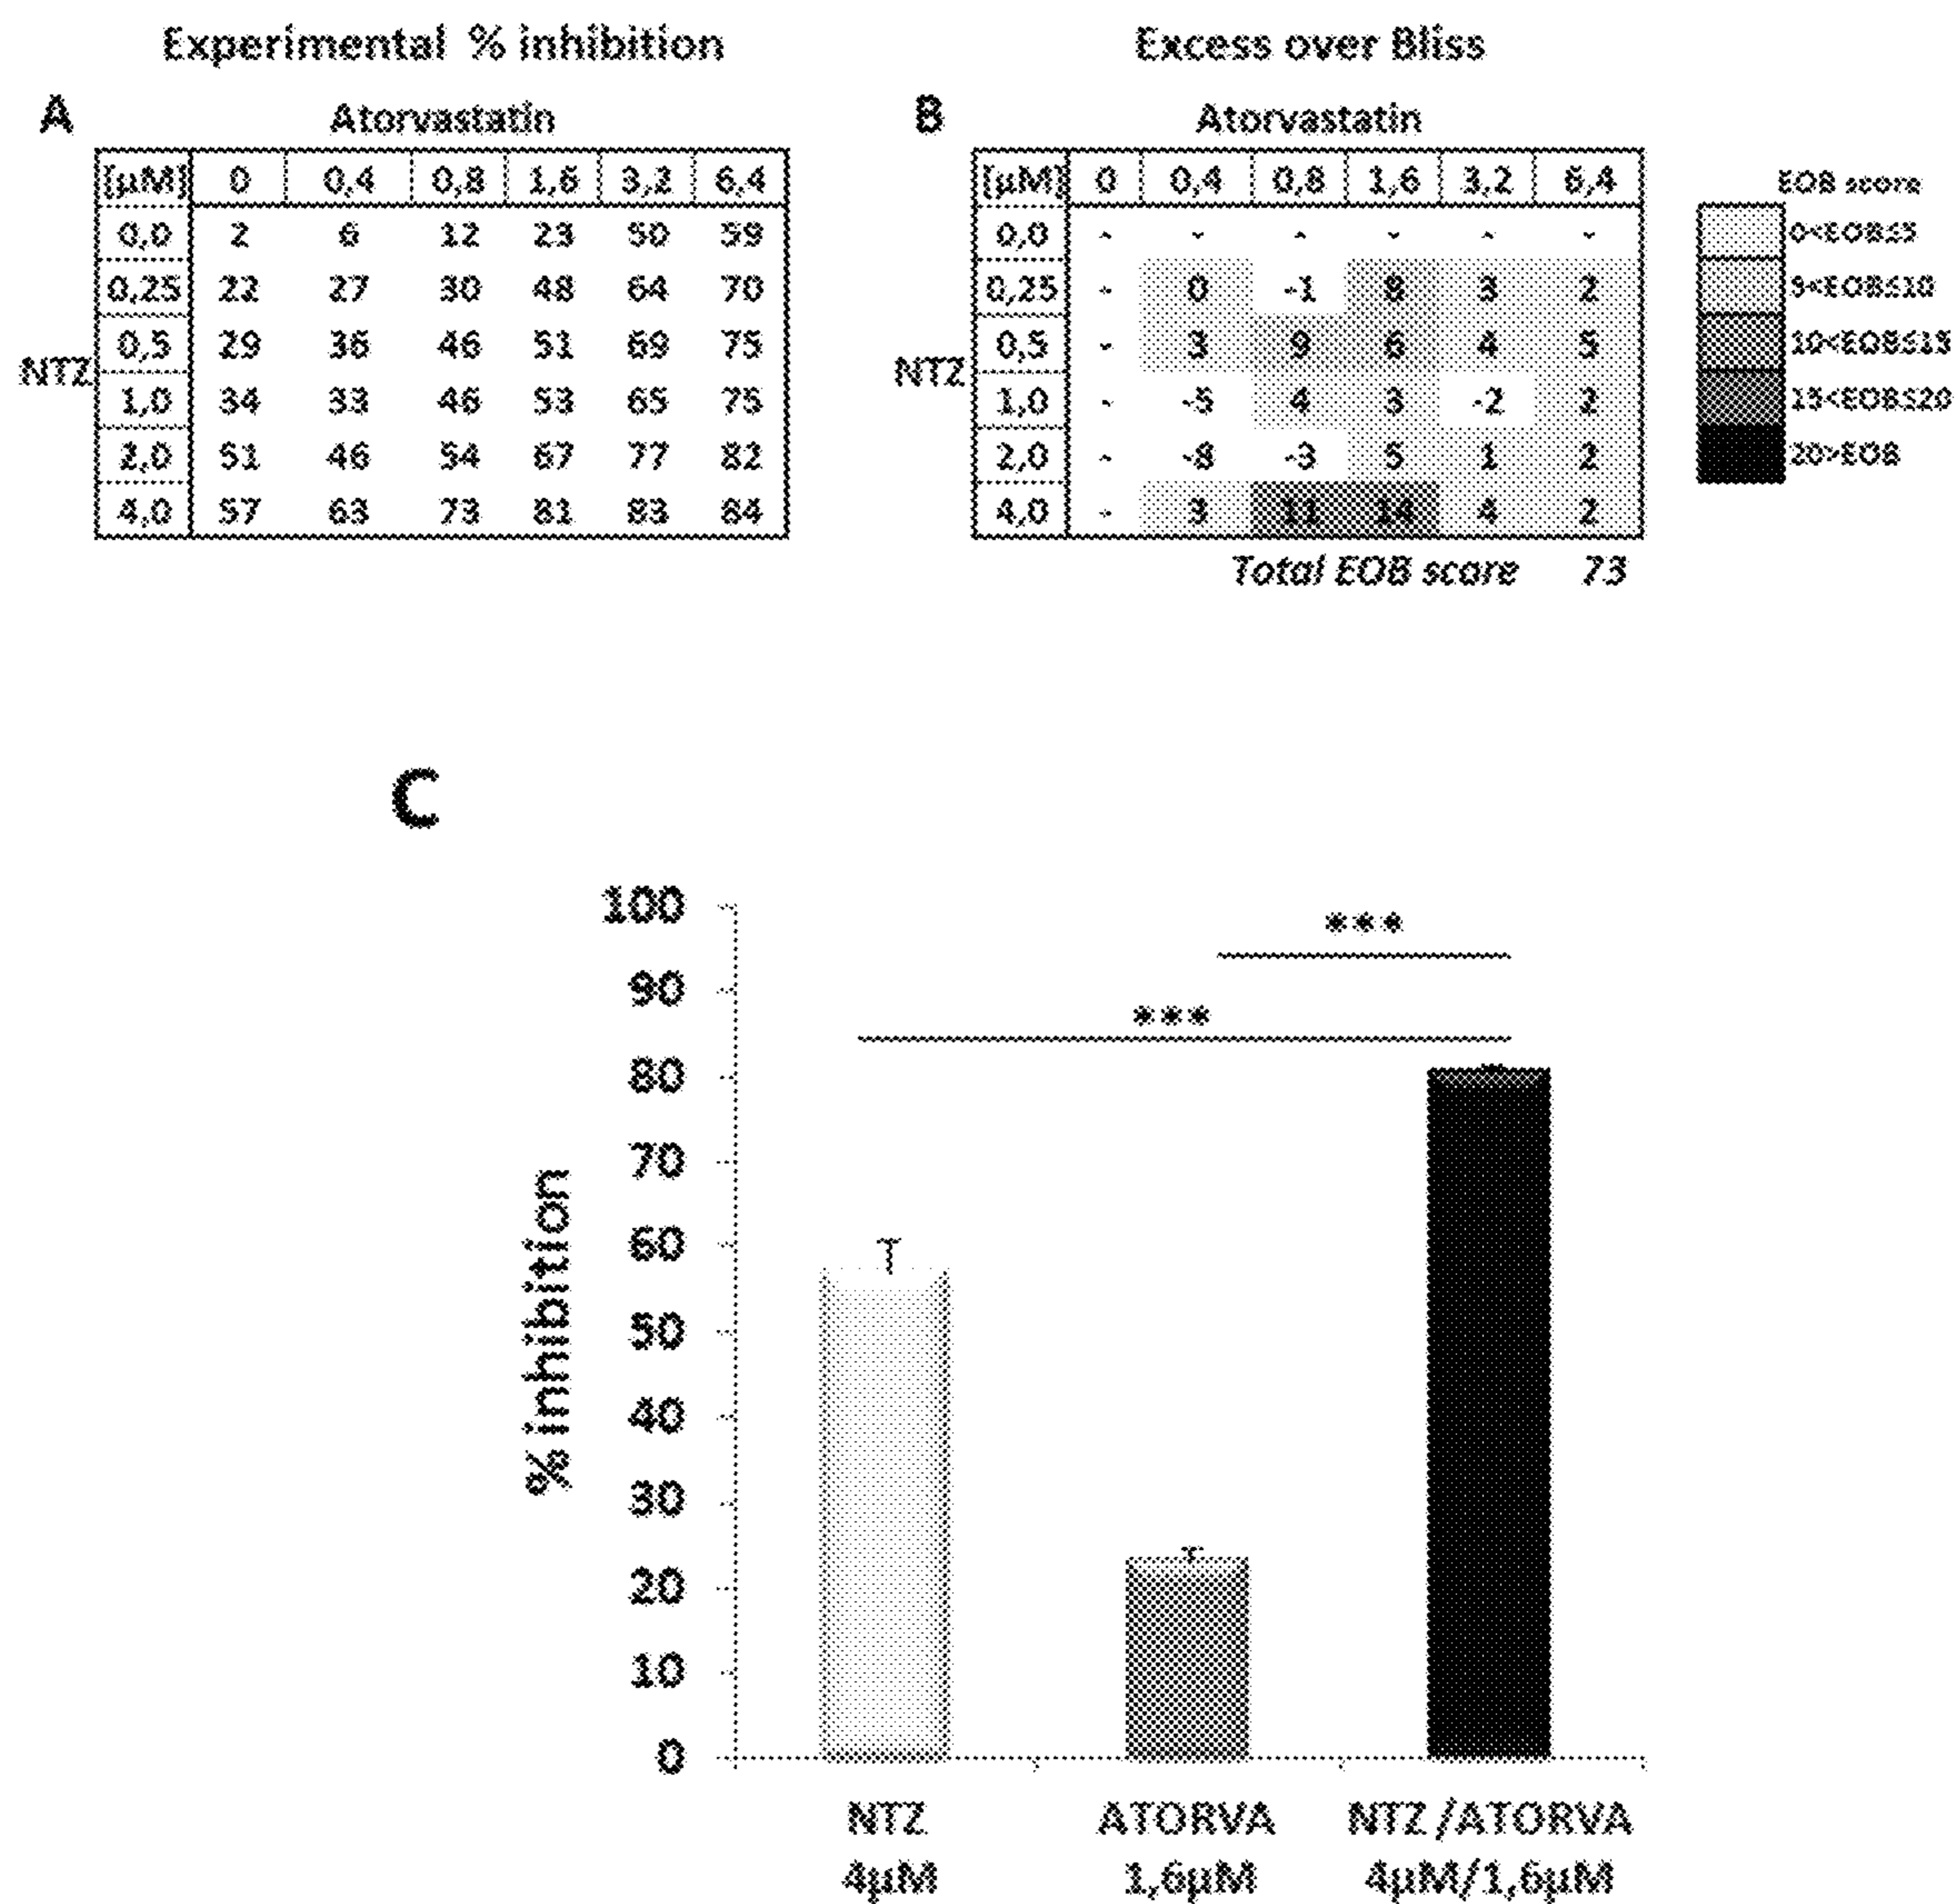 Experimental % inhibition
A
Atorvastatin
[µM] 0 0,4 0,8 1,6 3,2 6,4
0,0 2 6 12 23 50 59
0,25 22 27 30 48 64 70
0,5 29 36 46 51 69 75
NTZ
1,0 34 33 46 53 65 75
2,0 51 46 54 67 77 82
4,0 57 63 73 81 83 84
Excess over Bliss
B
Atorvastatin
[µM] 0 0,4 0,8 1,6 3,2 6,4
0,0 - - - - - -
0,25 - 0 -1 8 3 2
0,5 - 3 9 6 4 5
NTZ
1,0 - -5 4 3 -2 2
2,0 - -8 -3 5 1 2
4,0 - 3 11 14 4 2
Total EOB score 73
EOB score
0<EOB≤5
5<EOB≤10
10<EOB≤15
15<EOB≤20
20>EOB
C
% inhibition
100
90
80
70
60
50
40
30
20
10
0
***
***
NTZ
4µM
ATORVA
1,6µM
NTZ/ATORVA
4µM/1,6µM